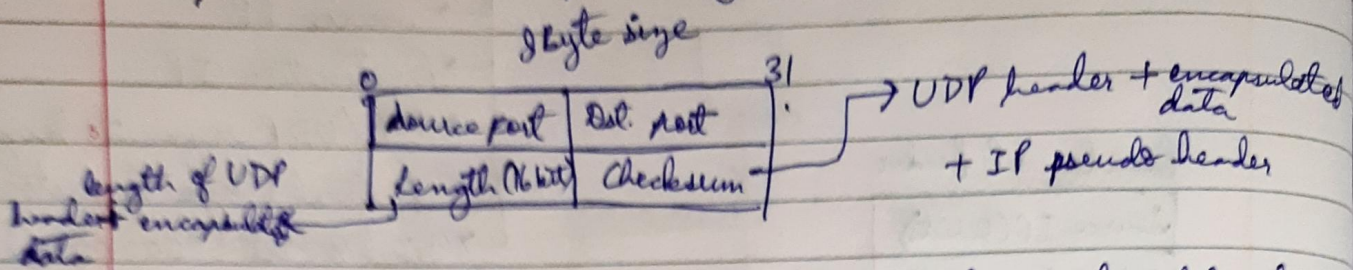 8 Byte size
0 31
source port Dst. port
Length (16 bit) Checksum
UDP header + encapsulated
data
+ IP pseudo header
length of UDP
header + encapsulated
data